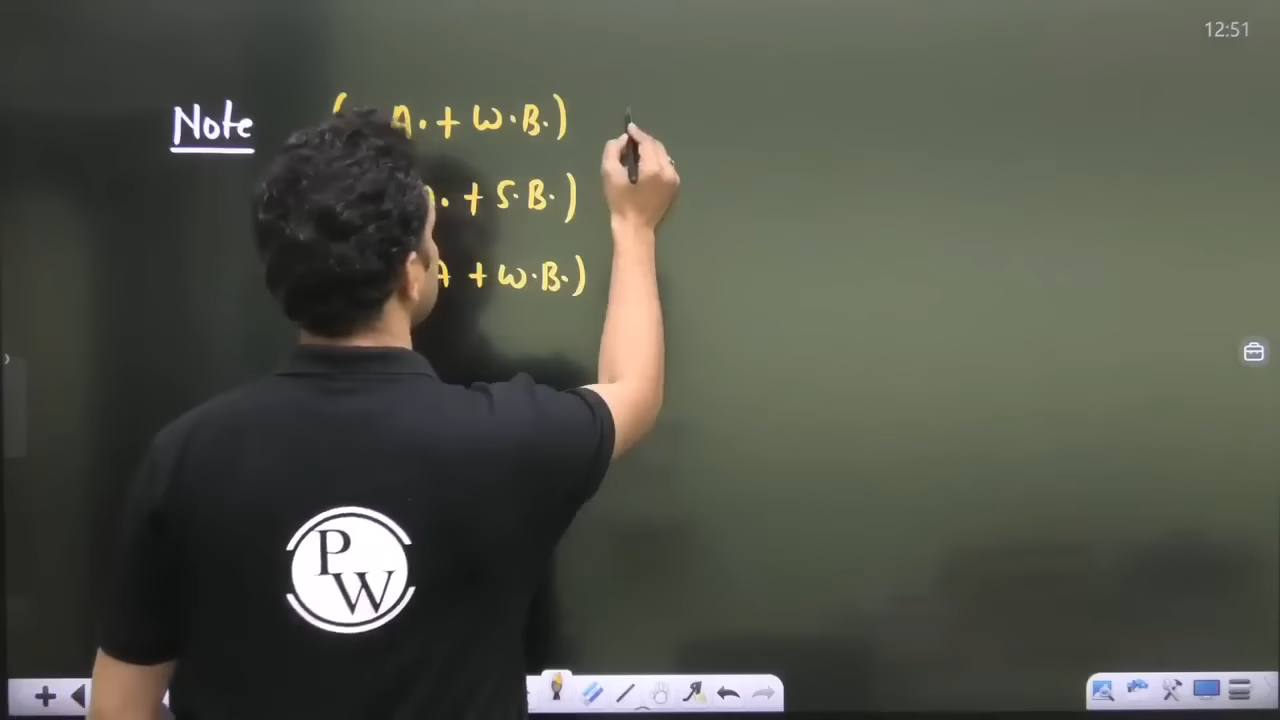 12:51
Note
( A. + W.B.)
. + S.B.)
A + W.B.)
P
W